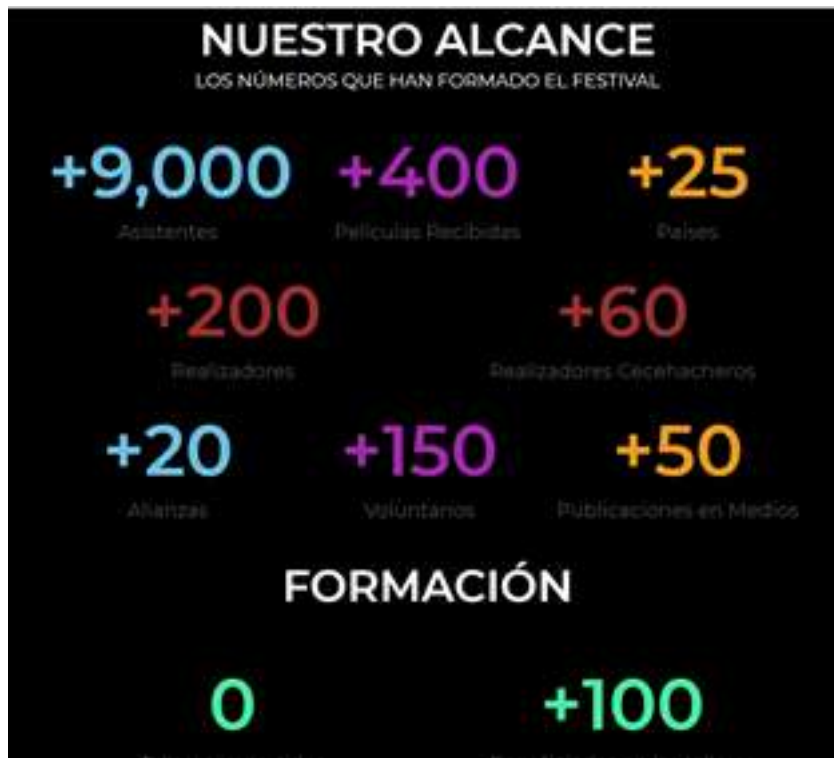 NUESTRO ALCANCE
LOS NÚMEROS QUE HAN FORMADO EL FESTIVAL
+9,000 +400 +25
Asistentes Películas Recibidas Países
+200 +60
Realizadores Realizadores Cecehacheros
+20 +150 +50
Alianzas Voluntarios Publicaciones en Medios
FORMACIÓN
0 +100